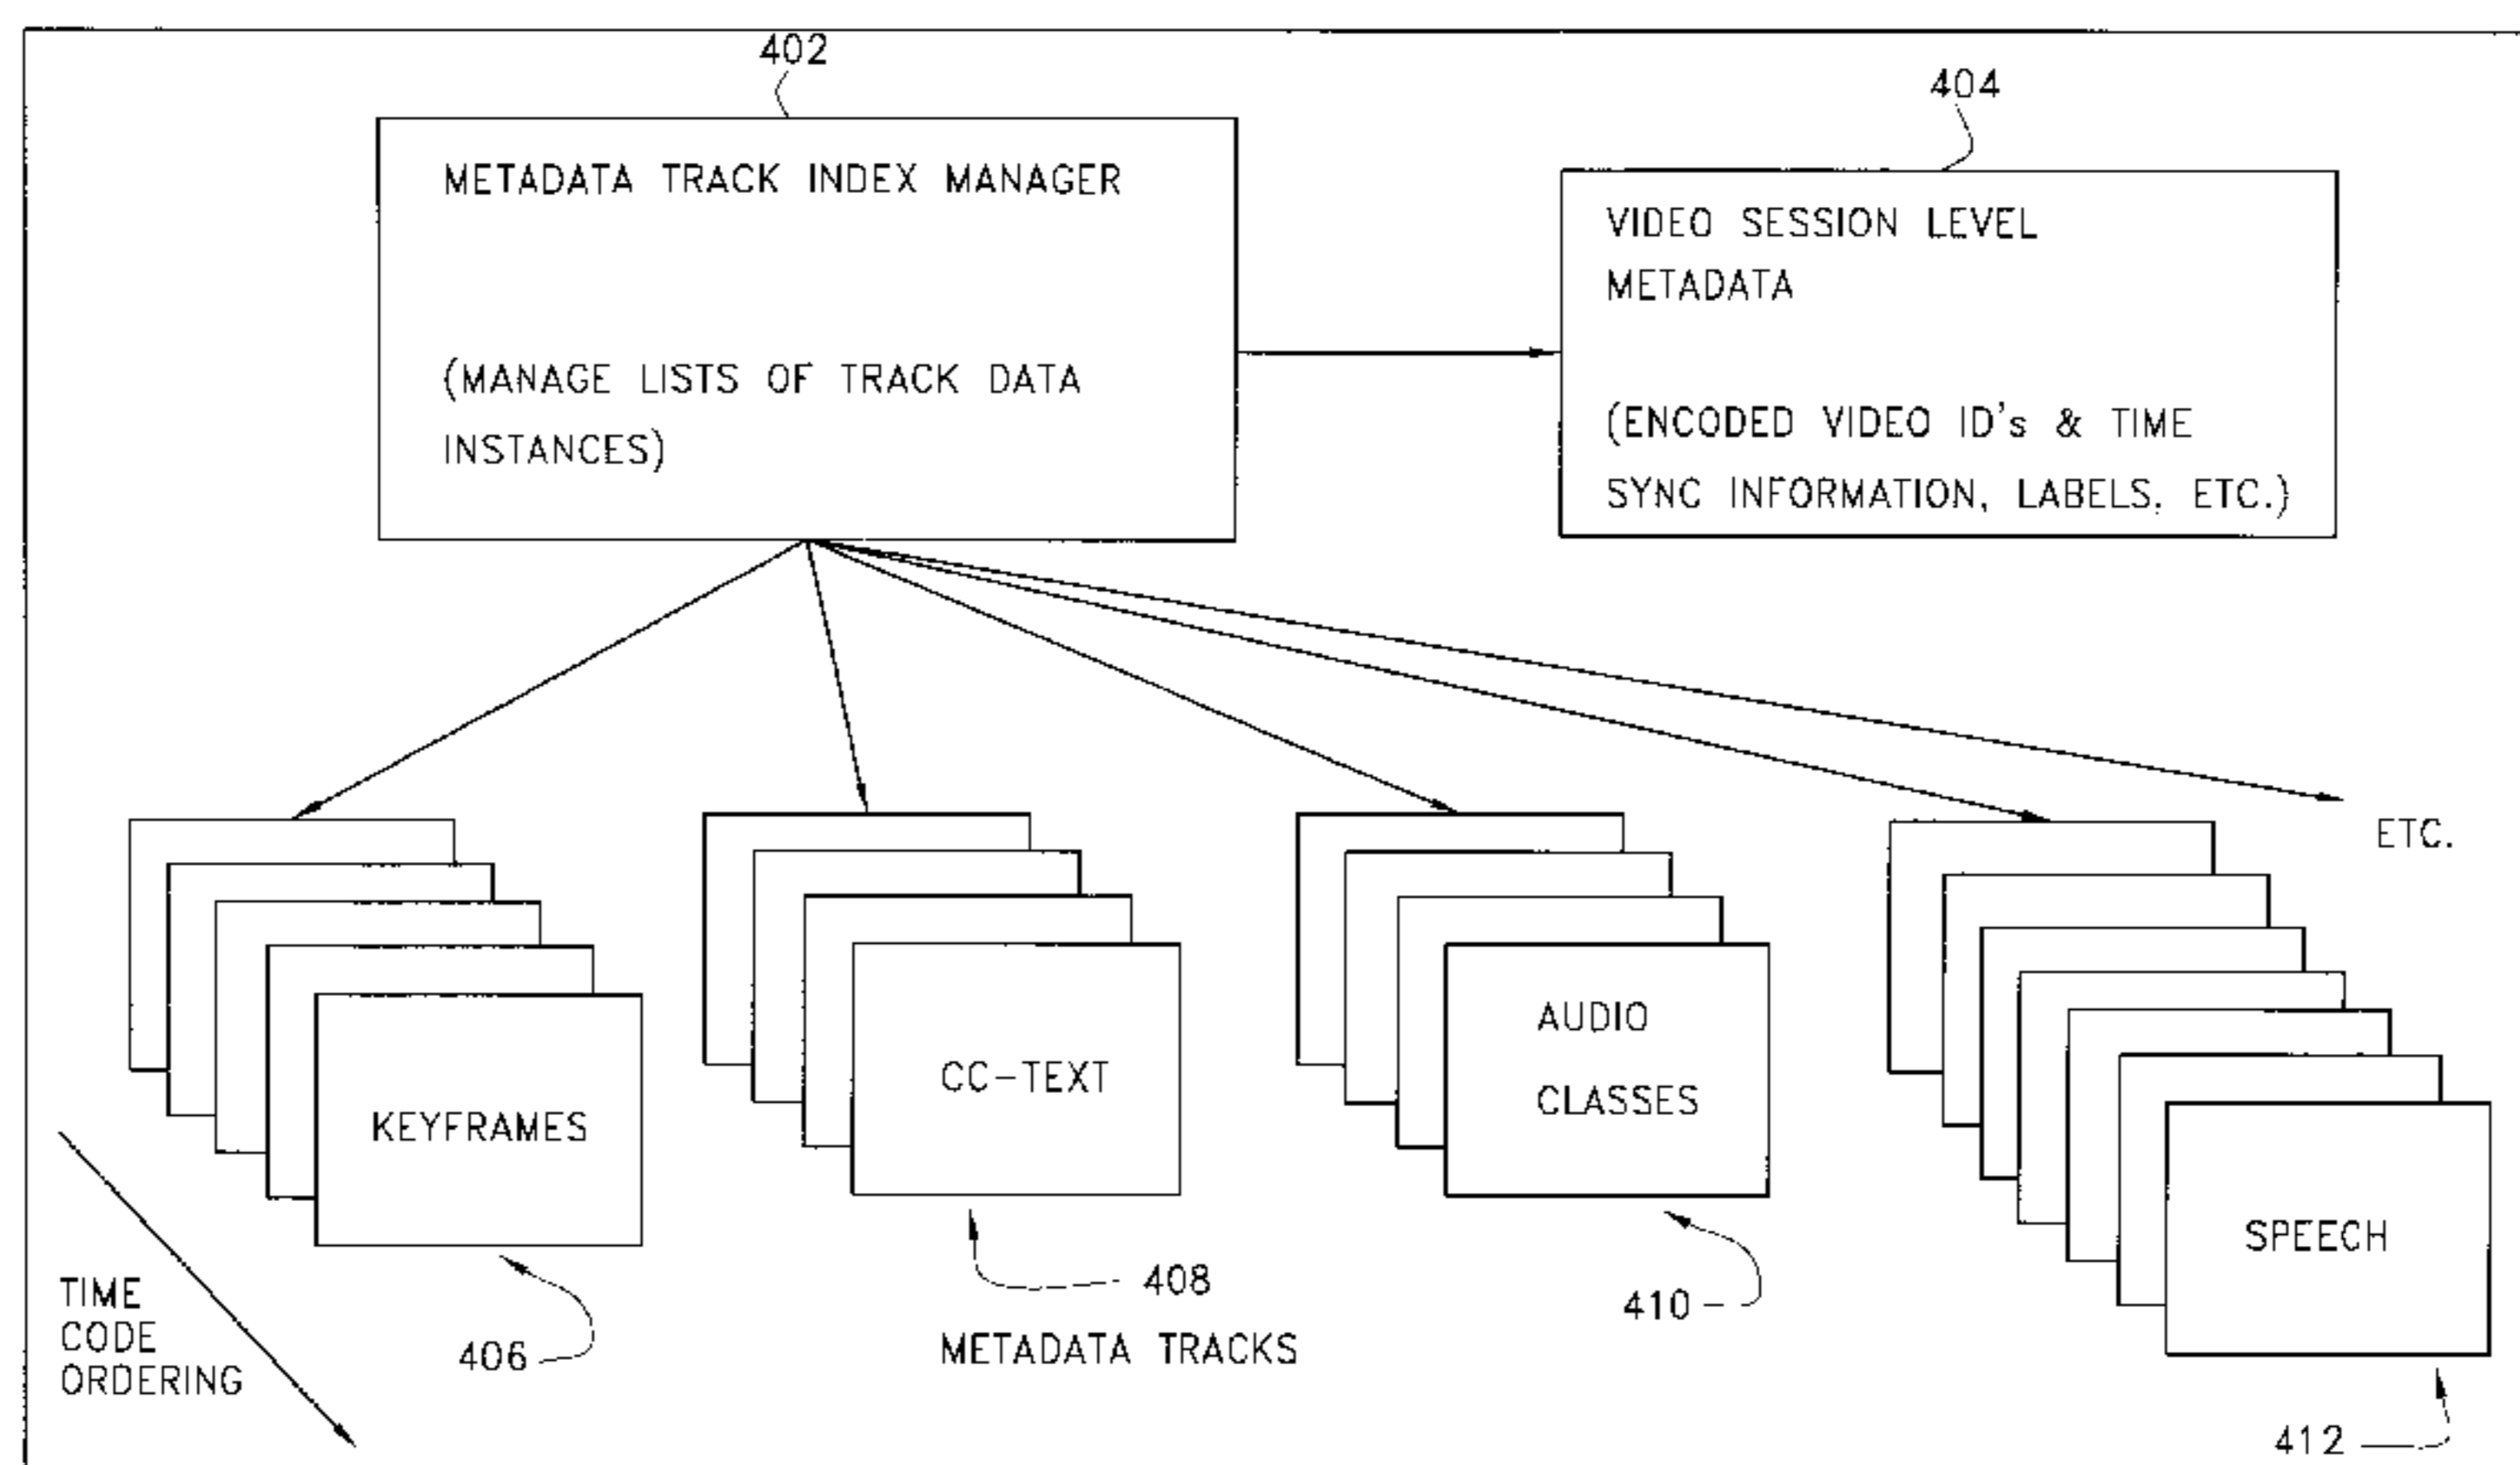 402
404
METADATA TRACK INDEX MANAGER
(MANAGE LISTS OF TRACK DATA
INSTANCES)
VIDEO SESSION LEVEL
METADATA
(ENCODED VIDEO ID's & TIME
SYNC INFORMATION, LABELS, ETC.)
ETC.
KEYFRAMES
CC-TEXT
AUDIO
CLASSES
SPEECH
TIME
CODE
ORDERING
406
408
410
412
METADATA TRACKS